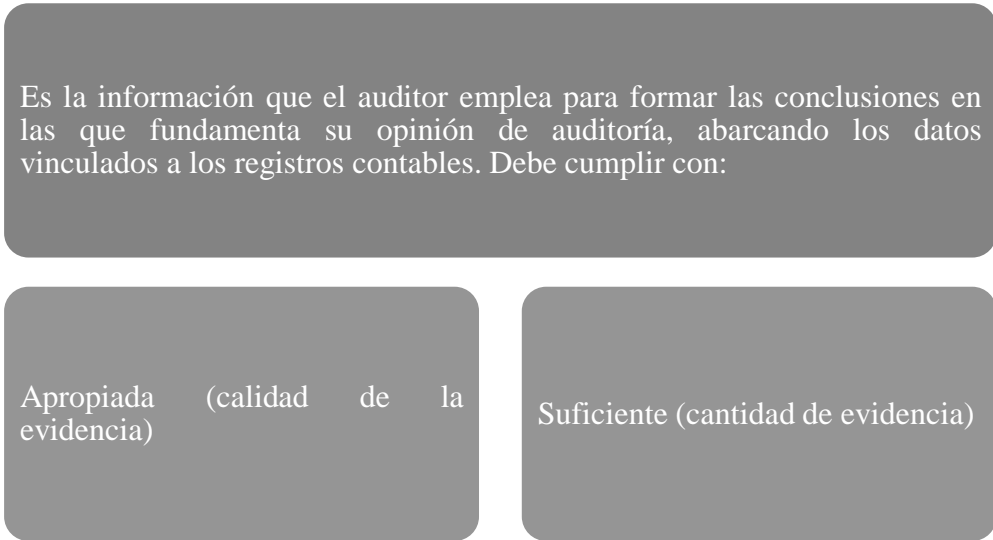 Es la información que el auditor emplea para formar las conclusiones en
las que fundamenta su opinión de auditoría, abarcando los datos
vinculados a los registros contables. Debe cumplir con:
Apropiada (calidad de la
evidencia)
Suficiente (cantidad de evidencia)